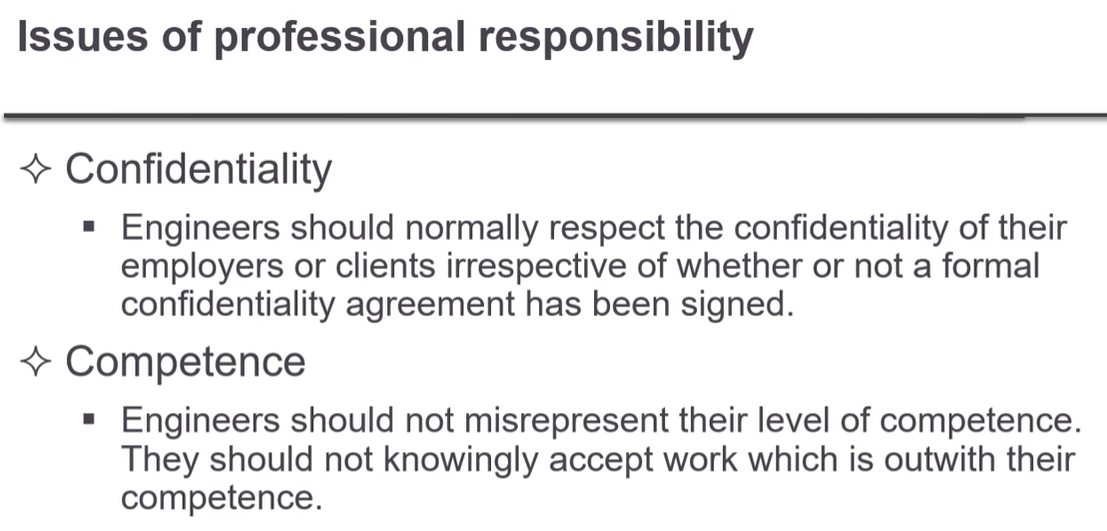 Issues of professional responsibility
✧ Confidentiality
▪ Engineers should normally respect the confidentiality of their
employers or clients irrespective of whether or not a formal
confidentiality agreement has been signed.
✧ Competence
▪ Engineers should not misrepresent their level of competence.
They should not knowingly accept work which is outwith their
competence.